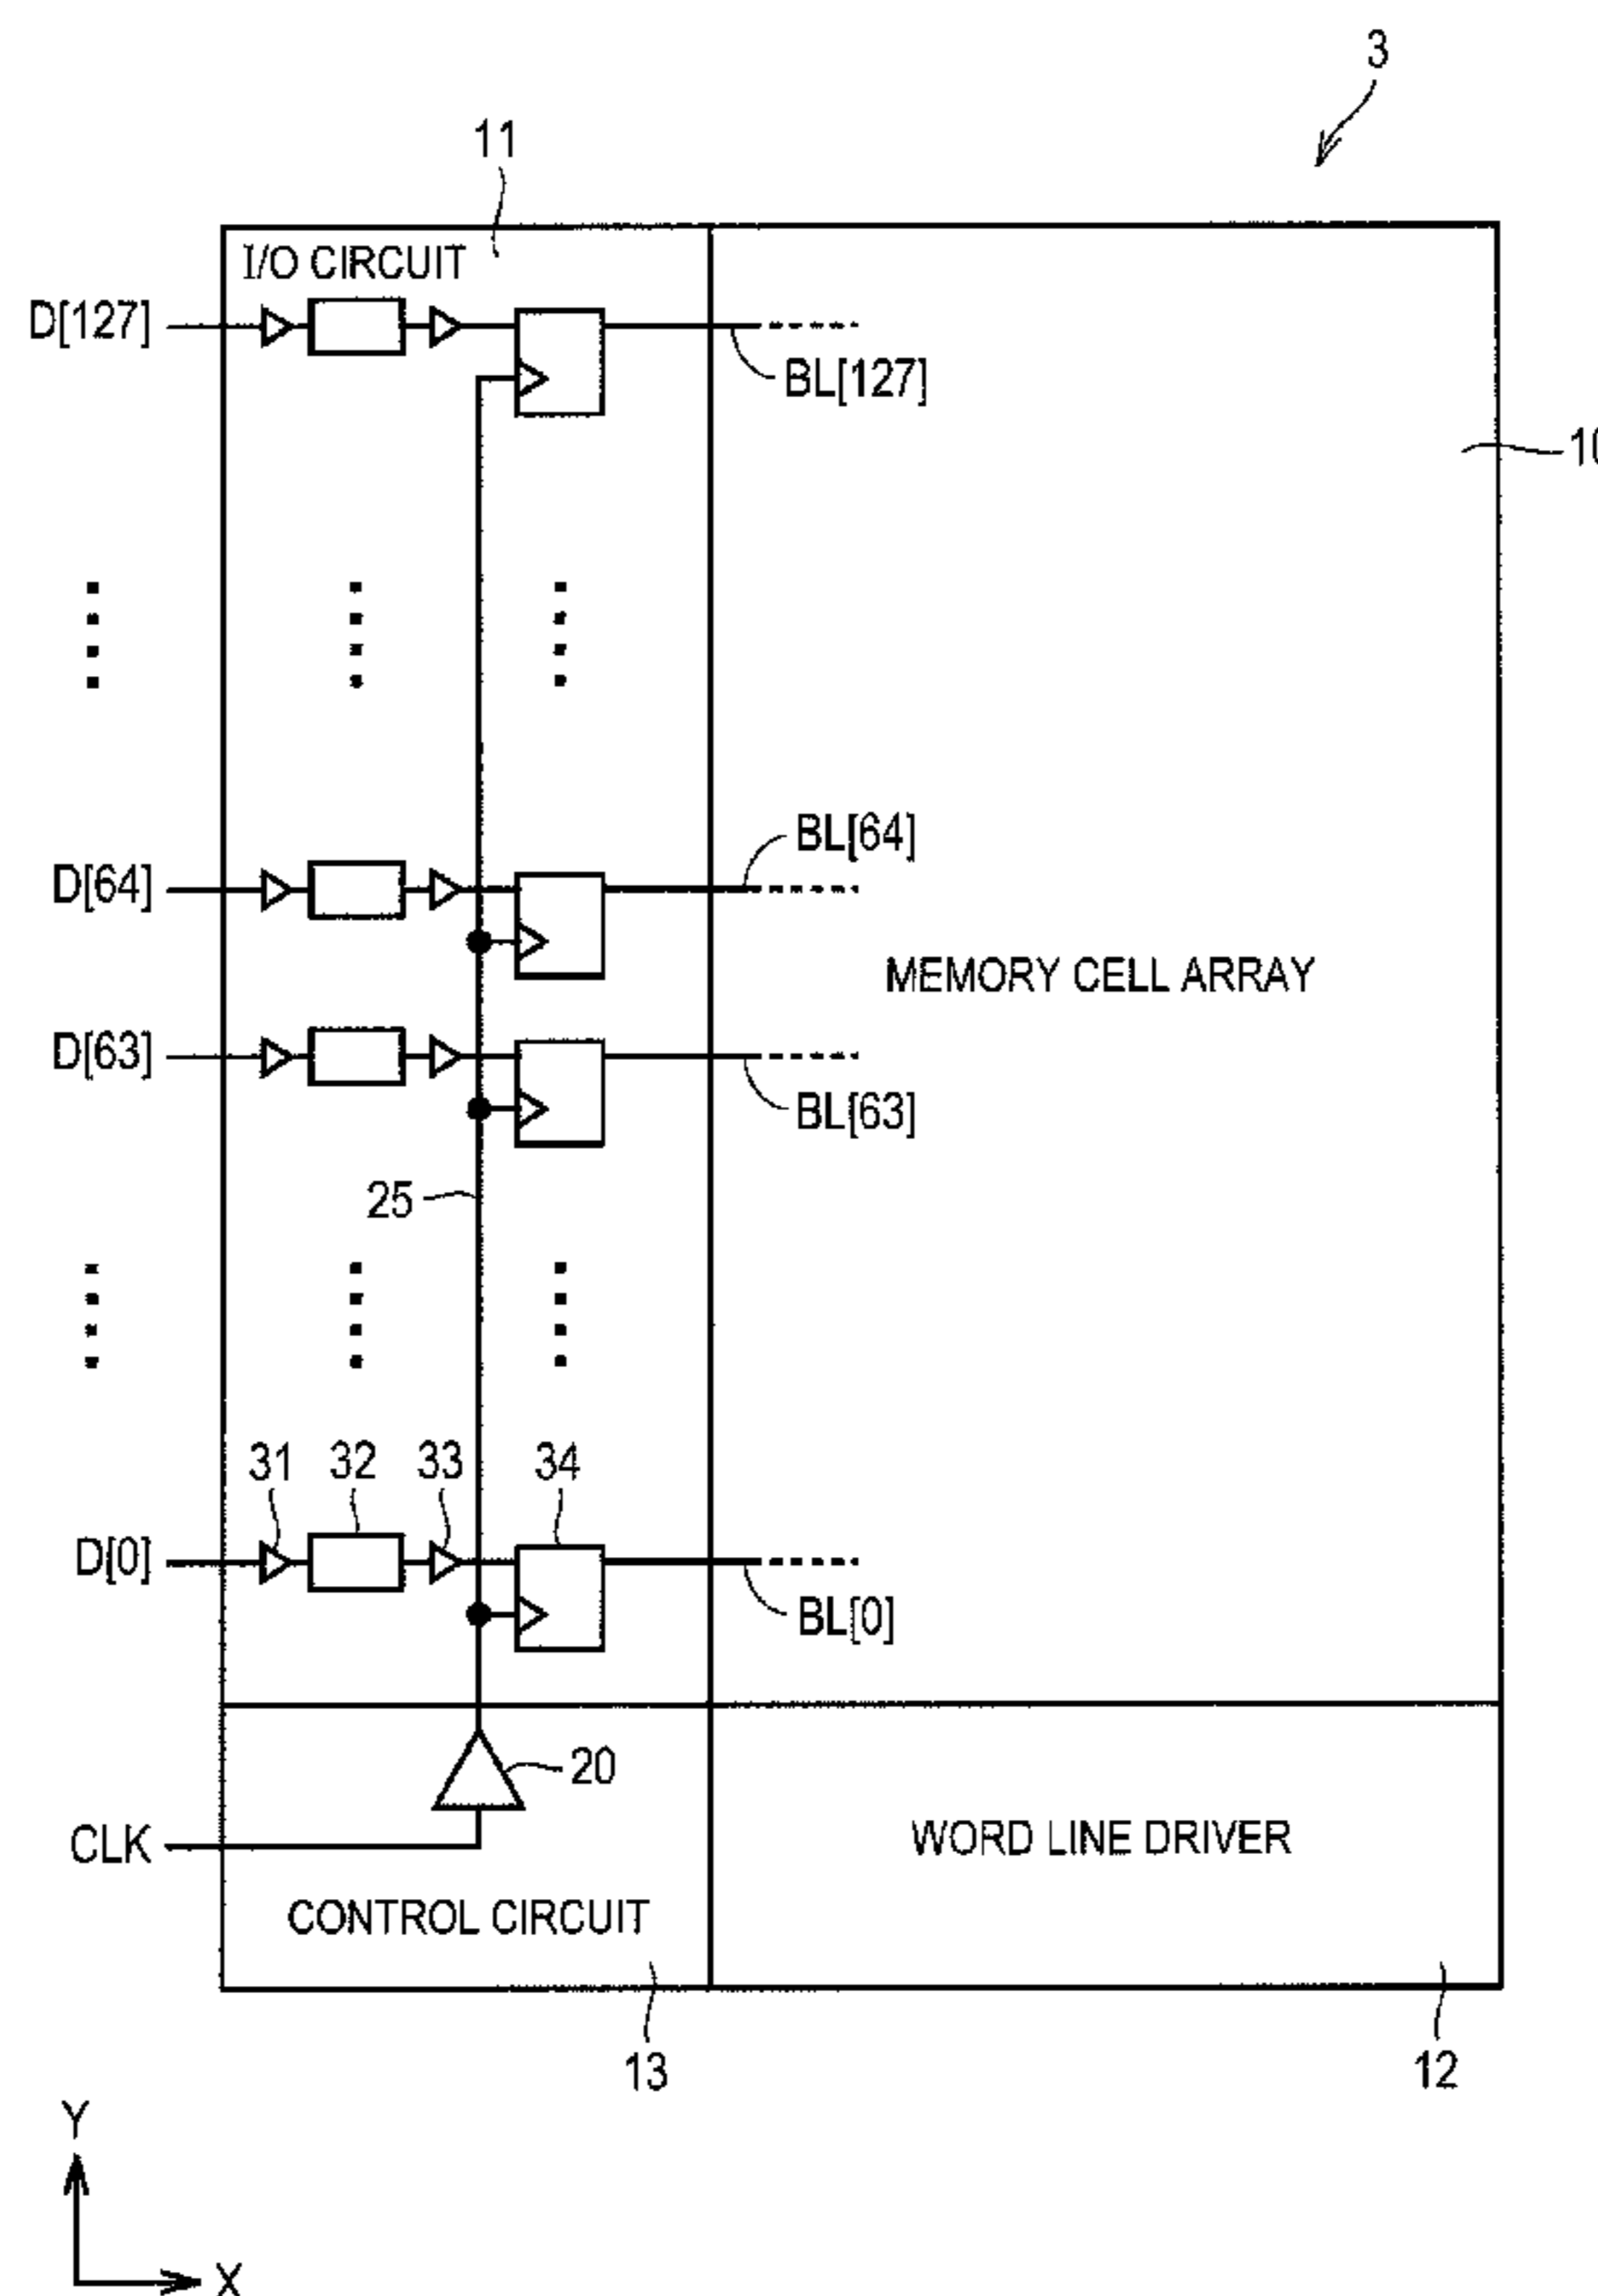 3
11
I/O CIRCUIT
D[127]
BL[127]
10
BL[64]
D[64]
MEMORY CELL ARRAY
D[63]
BL[63]
25
31 32 33 34
D[0]
BL[0]
20
CLK
WORD LINE DRIVER
CONTROL CIRCUIT
13
12
Y
X